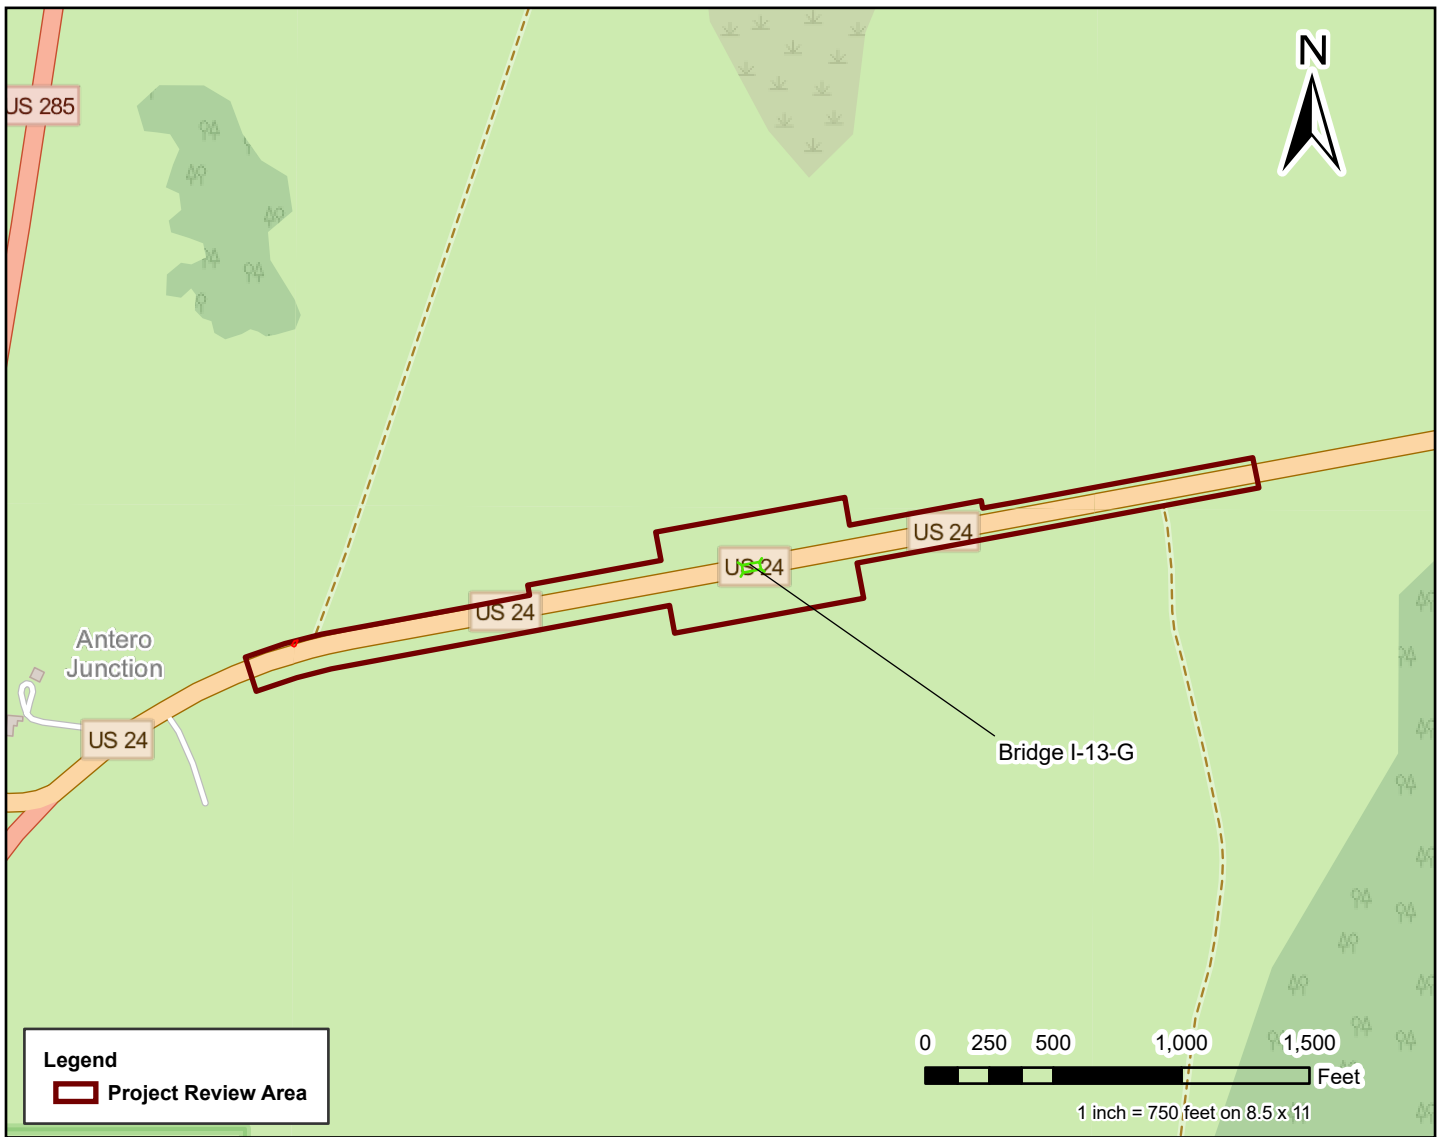 N
US 285
US 24
US 24
US 24
Antero
Junction
US 24
Bridge I-13-G
0 250 500 1,000 1,500
Feet
1 inch = 750 feet on 8.5 x 11
Legend
Project Review Area